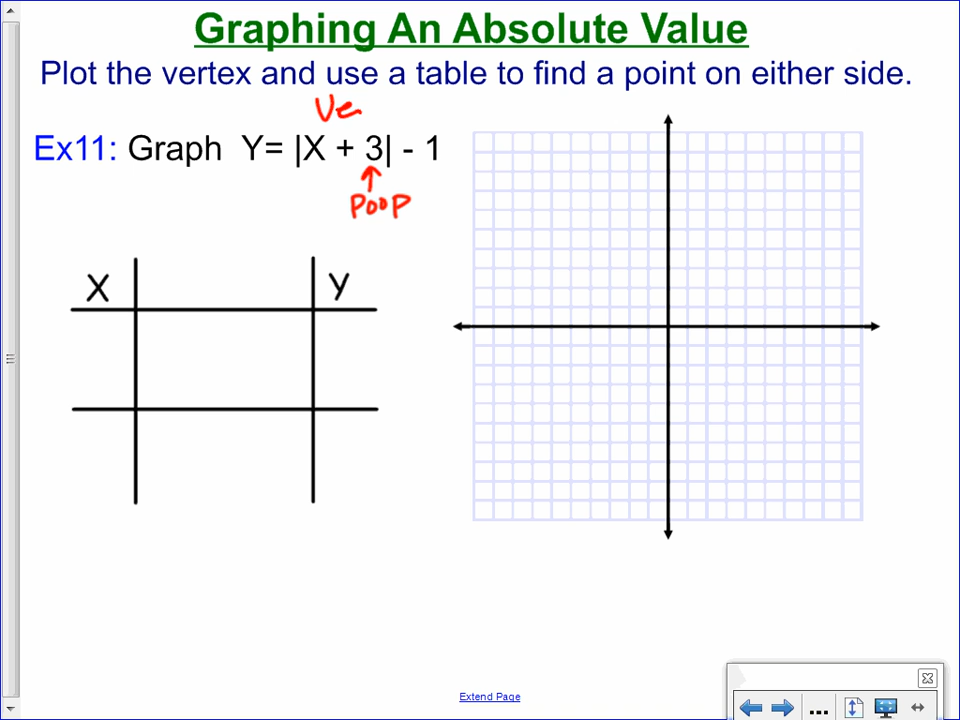 Graphing An Absolute Value
Plot the vertex and use a table to find a point on either side.
Ve
Ex11: Graph Y= |X + 3| - 1
POOP
X Y
Extend Page
...